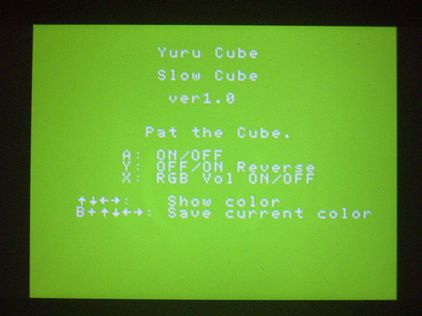 Yuru Cube
Slow Cube
ver1.0
Pat the Cube.
A: ON/OFF
Y: OFF/ON Reverse
X: RGB Vol ON/OFF
↑↓←→: Show color
B+↑↓←→: Save current color